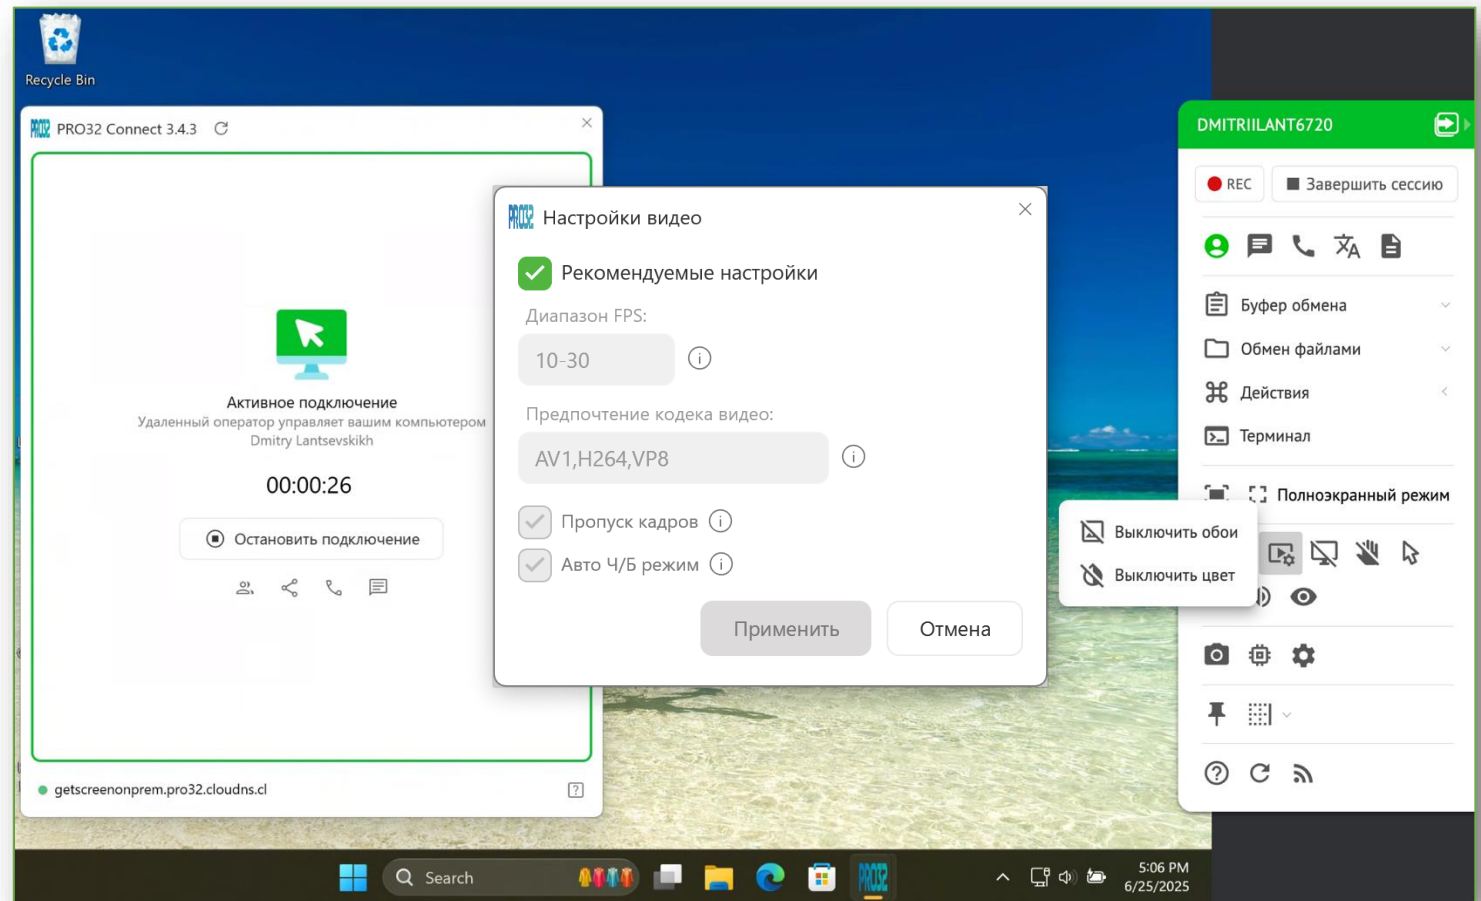 Recycle Bin
PRO32 PRO32 Connect 3.4.3
Активное подключение
Удаленный оператор управляет вашим компьютером
Dmitry Lantsevskikh
00:00:26
Остановить подключение
getscreenonprem.pro32.cloudns.cl
PRO32 Настройки видео
Рекомендуемые настройки
Диапазон FPS:
10-30
Предпочтение кодека видео:
AV1,H264,VP8
Пропуск кадров
Авто Ч/Б режим
Применить
Отмена
DMITRIILANT6720
REC
Завершить сессию
Буфер обмена
Обмен файлами
Действия
Терминал
Полноэкранный режим
Выключить обои
Выключить цвет
Search
PRO32
5:06 PM
6/25/2025